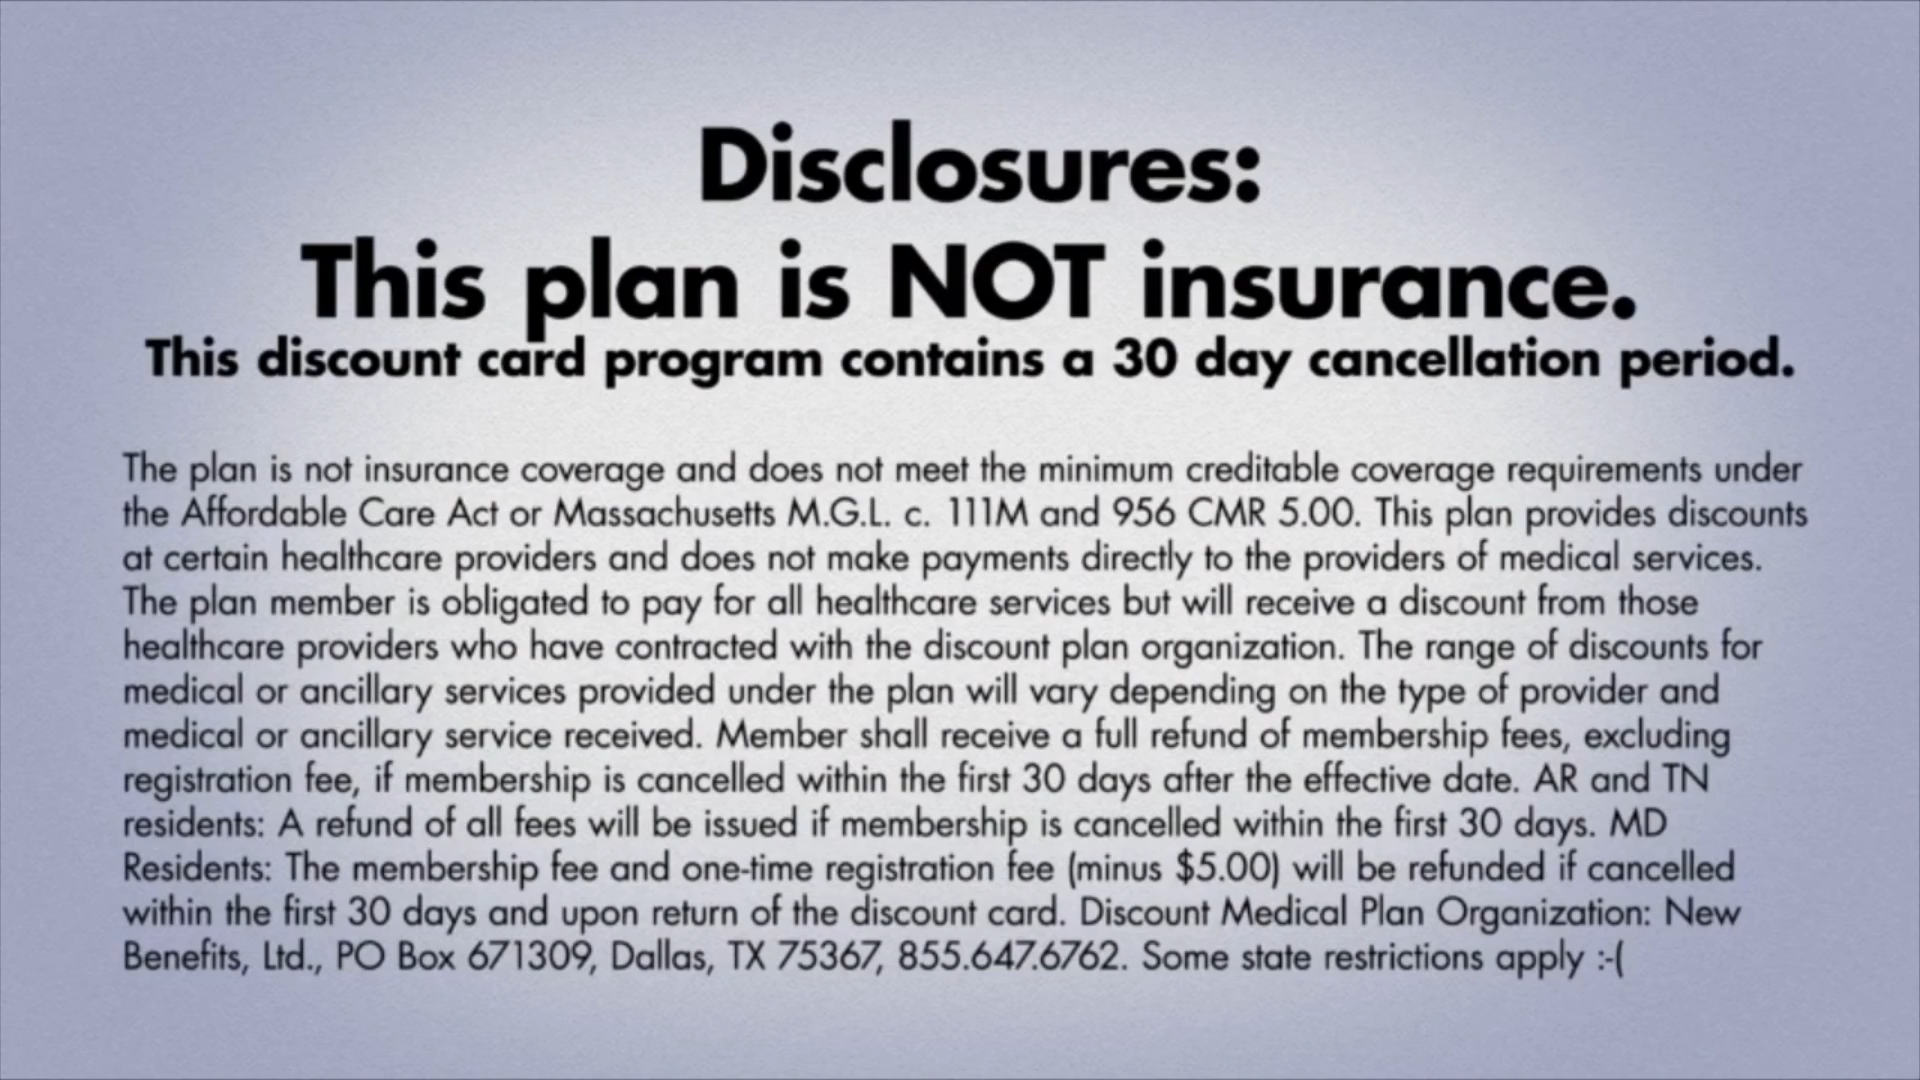 Disclosures:
This plan is NOT insurance.
This discount card program contains a 30 day cancellation period.
The plan is not insurance coverage and does not meet the minimum creditable coverage requirements under
the Affordable Care Act or Massachusetts M.G.L. c. 111M and 956 CMR 5.00. This plan provides discounts
at certain healthcare providers and does not make payments directly to the providers of medical services.
The plan member is obligated to pay for all healthcare services but will receive a discount from those
healthcare providers who have contracted with the discount plan organization. The range of discounts for
medical or ancillary services provided under the plan will vary depending on the type of provider and
medical or ancillary service received. Member shall receive a full refund of membership fees, excluding
registration fee, if membership is cancelled within the first 30 days after the effective date. AR and TN
residents: A refund of all fees will be issued if membership is cancelled within the first 30 days. MD
Residents: The membership fee and one-time registration fee (minus $5.00) will be refunded if cancelled
within the first 30 days and upon return of the discount card. Discount Medical Plan Organization: New
Benefits, Ltd., PO Box 671309, Dallas, TX 75367, 855.647.6762. Some state restrictions apply :-(